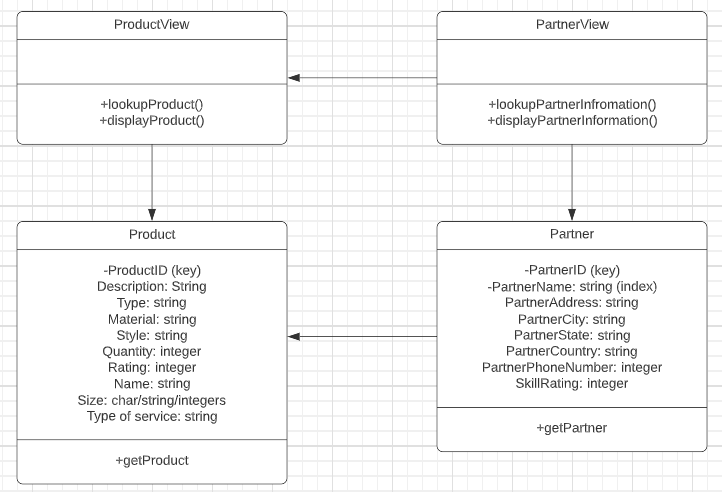 ProductView
+lookupProduct()
+displayProduct()
PartnerView
+lookupPartnerInfromation()
+displayPartnerInformation()
Product
-ProductID (key)
Description: String
Type: string
Material: string
Style: string
Quantity: integer
Rating: integer
Name: string
Size: char/string/integers
Type of service: string
+getProduct
Partner
-PartnerID (key)
-PartnerName: string (index)
PartnerAddress: string
PartnerCity: string
PartnerState: string
PartnerCountry: string
PartnerPhoneNumber: integer
SkillRating: integer
+getPartner